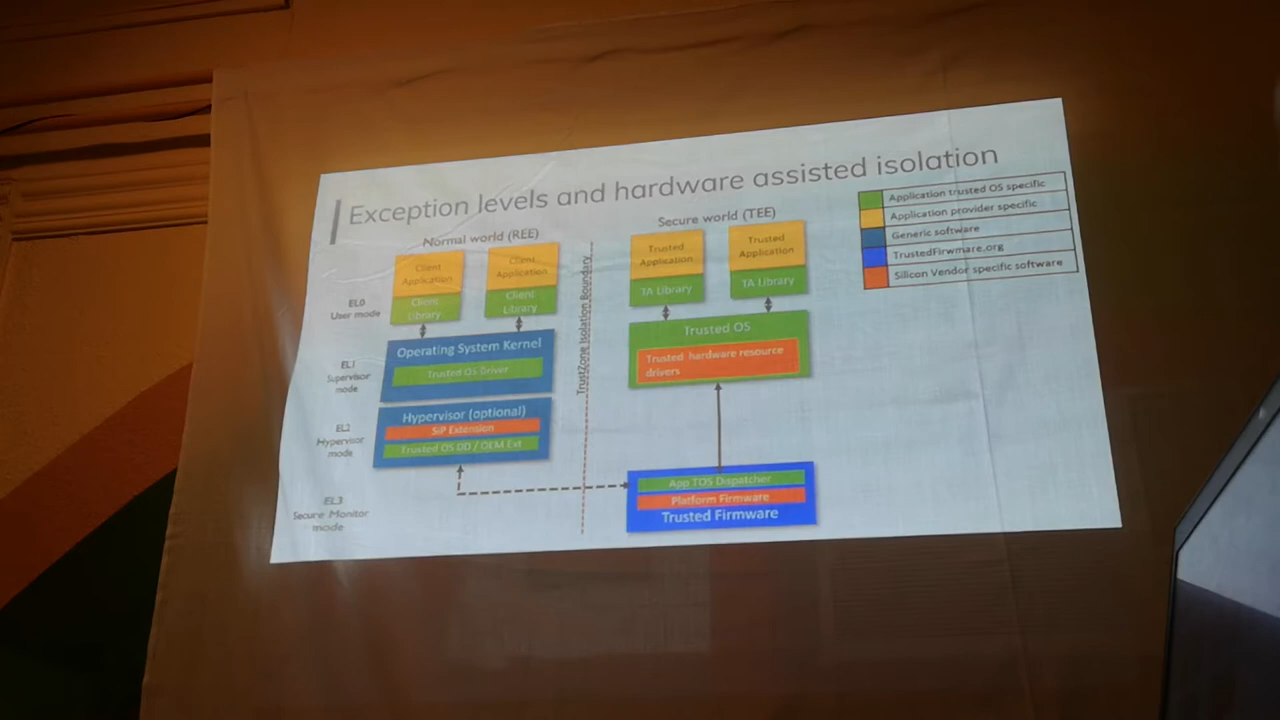 Exception levels and hardware assisted isolation
Normal world (REE)
Secure world (TEE)
Application trusted OS specific
Application provider specific
Generic software
TrustedFirwmare.org
Silicon Vendor specific software
Client
Application
Client
Application
Client
Library
Client
Library
Trusted
Application
Trusted
Application
TA Library
TA Library
EL0
User mode
TrustZone Isolation Boundary
EL1
Supervisor
mode
Operating System Kernel
Trusted OS Driver
Trusted OS
Trusted hardware resource
drivers
EL2
Hypervisor
mode
Hypervisor (optional)
SiP Extension
Trusted OS DD / OEM Ext
EL3
Secure Monitor
mode
App TOS Dispatcher
Platform Firmware
Trusted Firmware